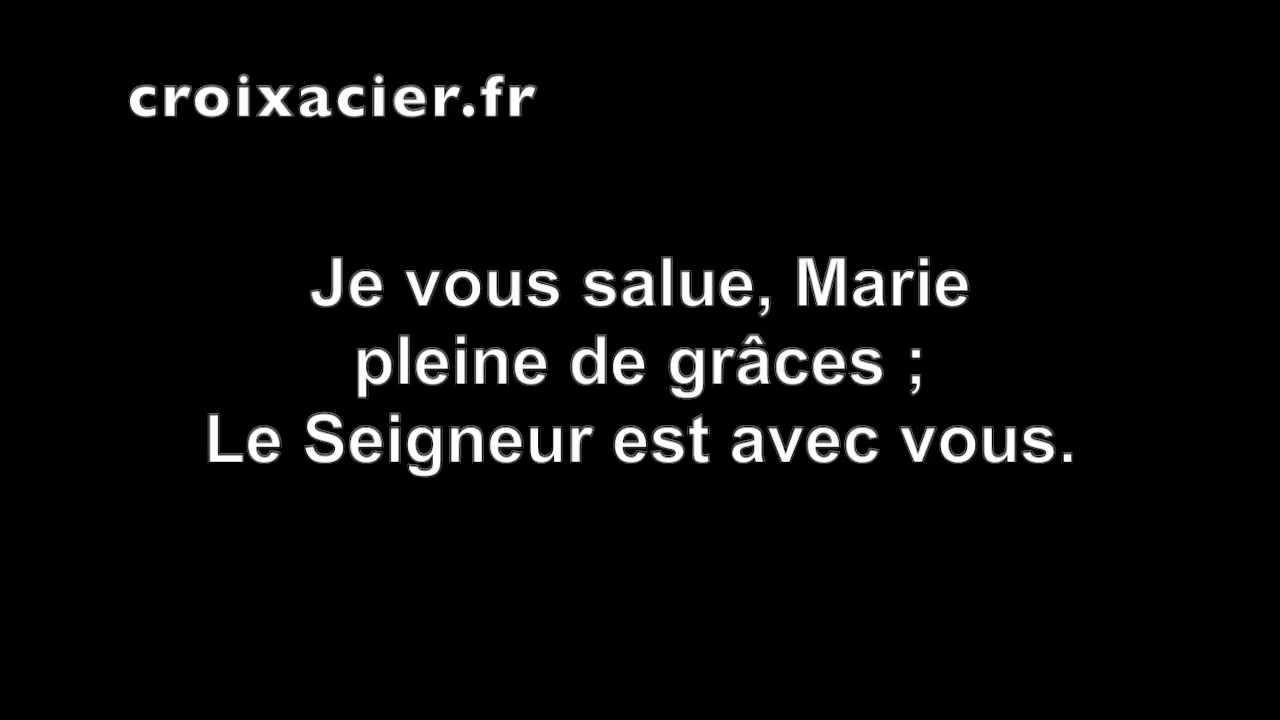 croixacier.fr
Je vous salue, Marie
pleine de grâces ;
Le Seigneur est avec vous.